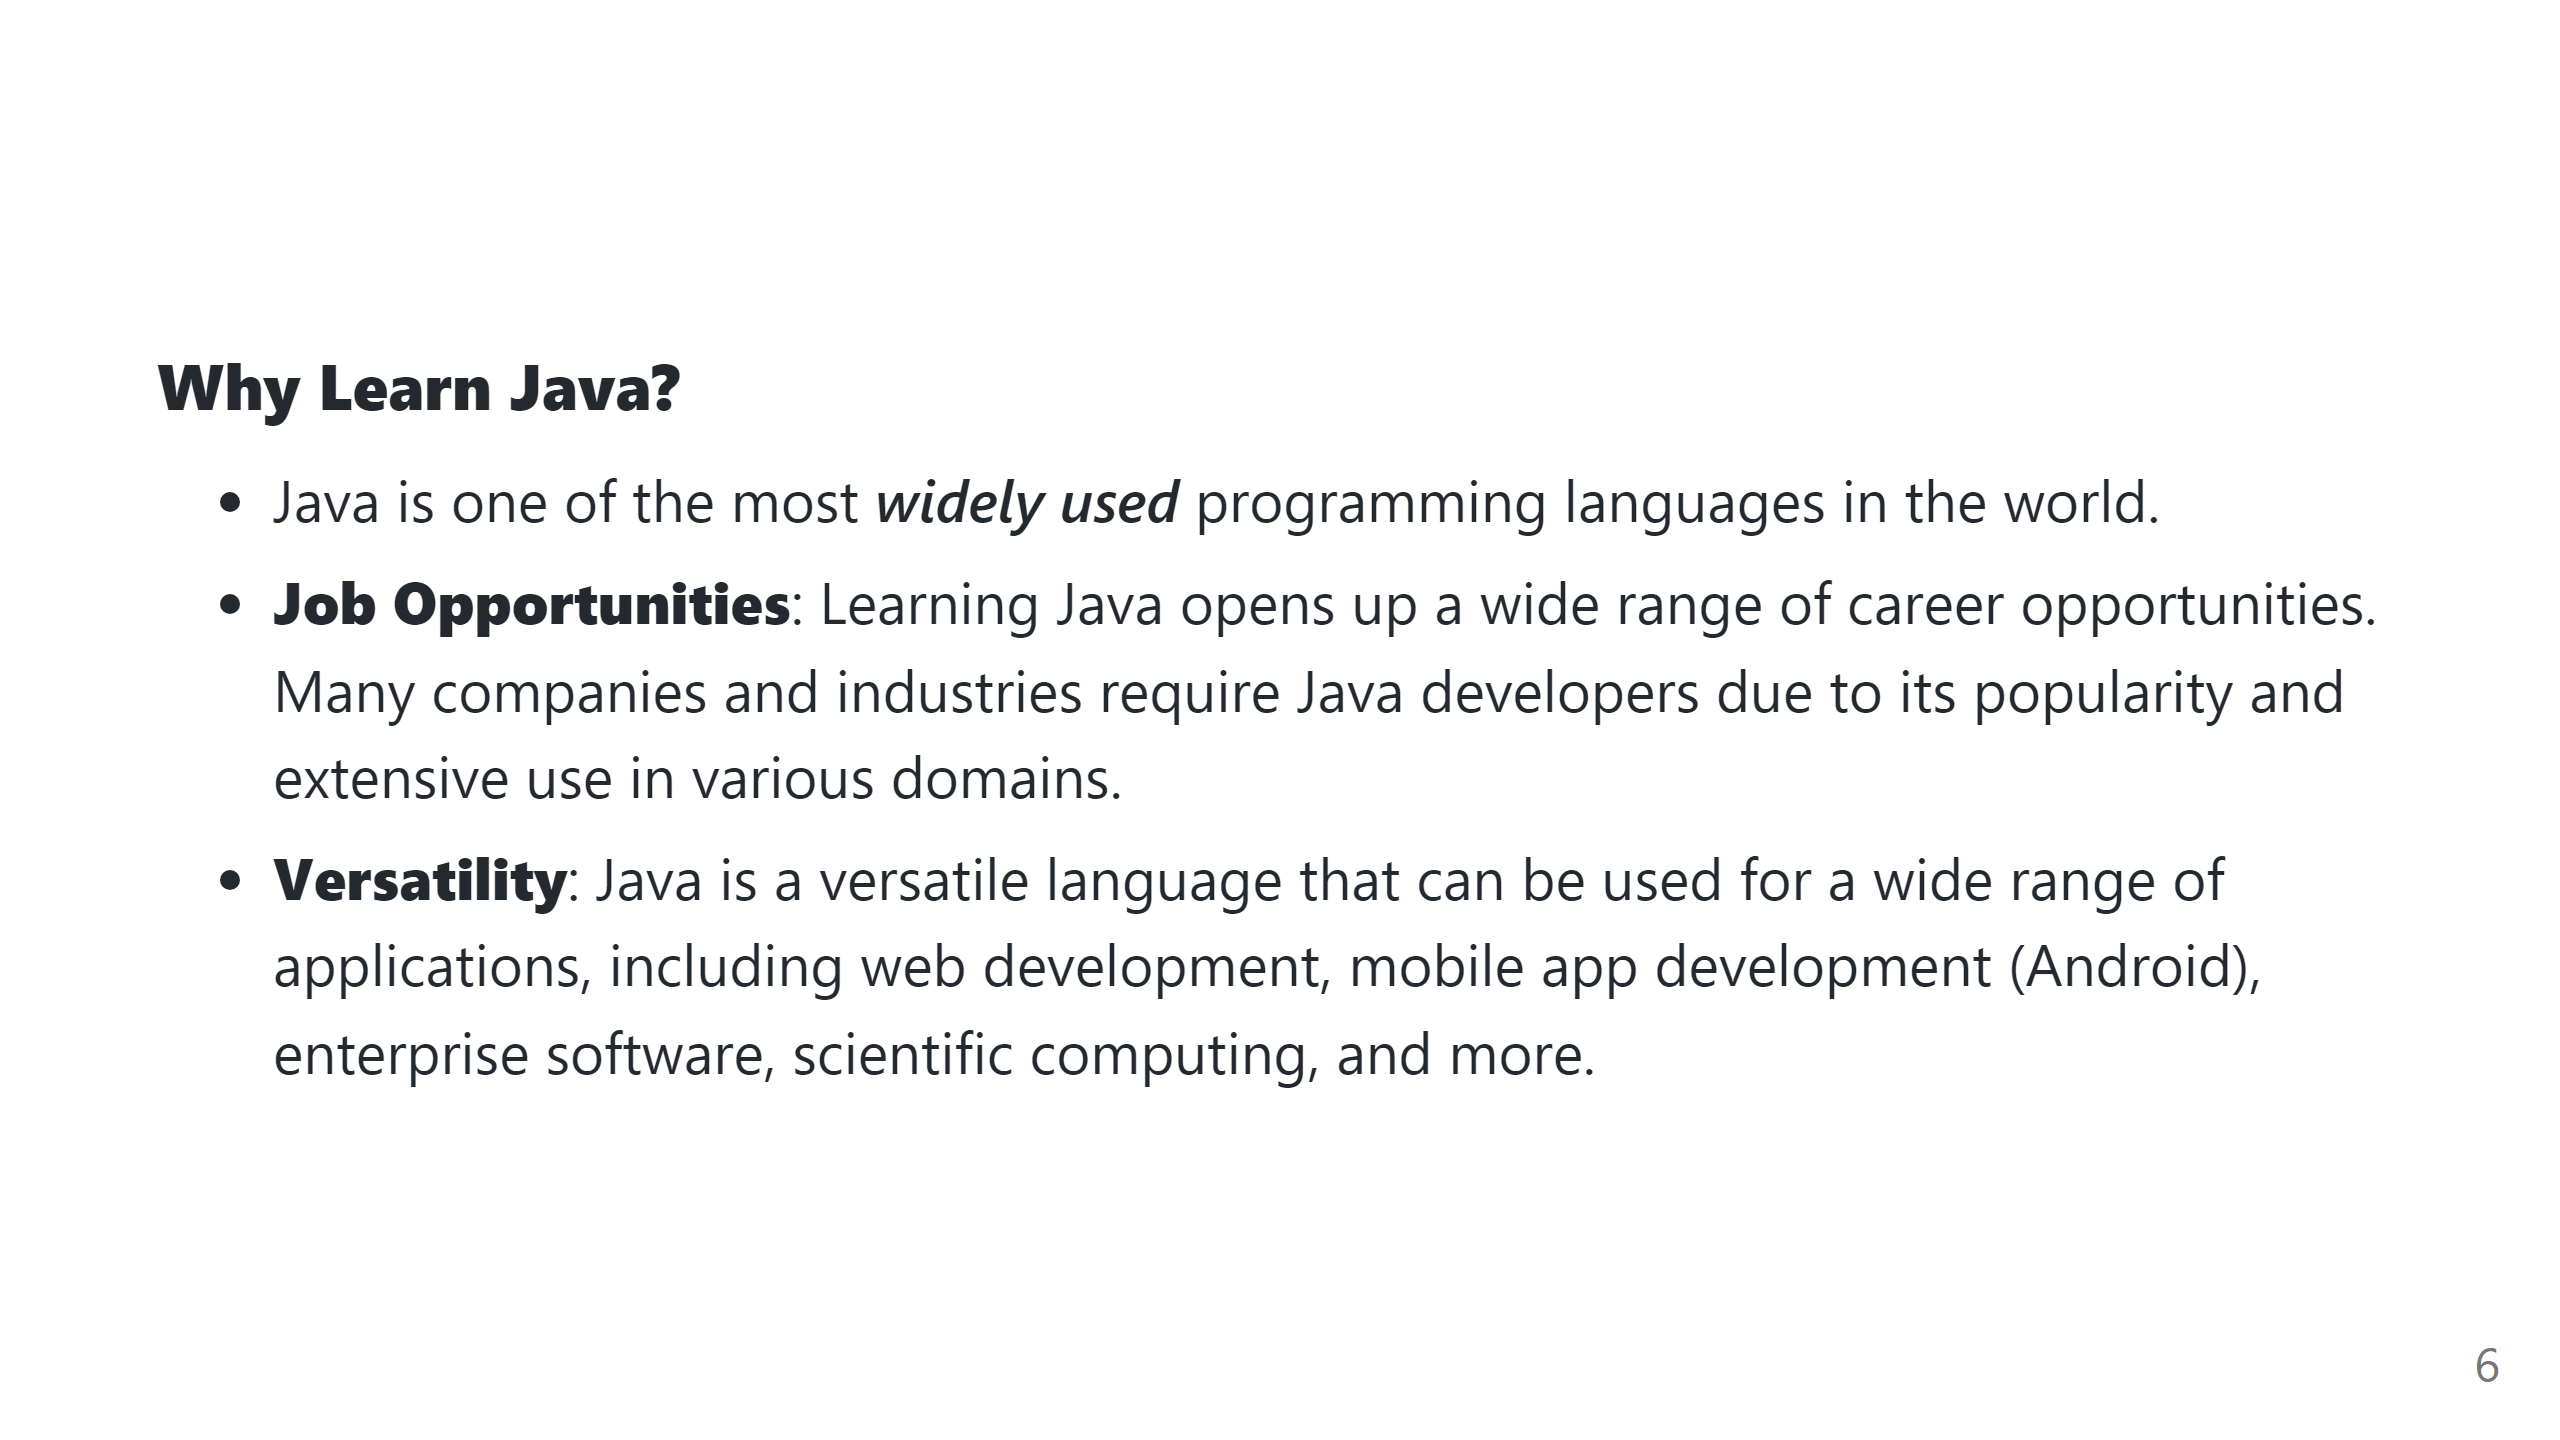 Why Learn Java?
• Java is one of the most widely used programming languages in the world.
• Job Opportunities: Learning Java opens up a wide range of career opportunities.
Many companies and industries require Java developers due to its popularity and
extensive use in various domains.
• Versatility: Java is a versatile language that can be used for a wide range of
applications, including web development, mobile app development (Android),
enterprise software, scientific computing, and more.
6